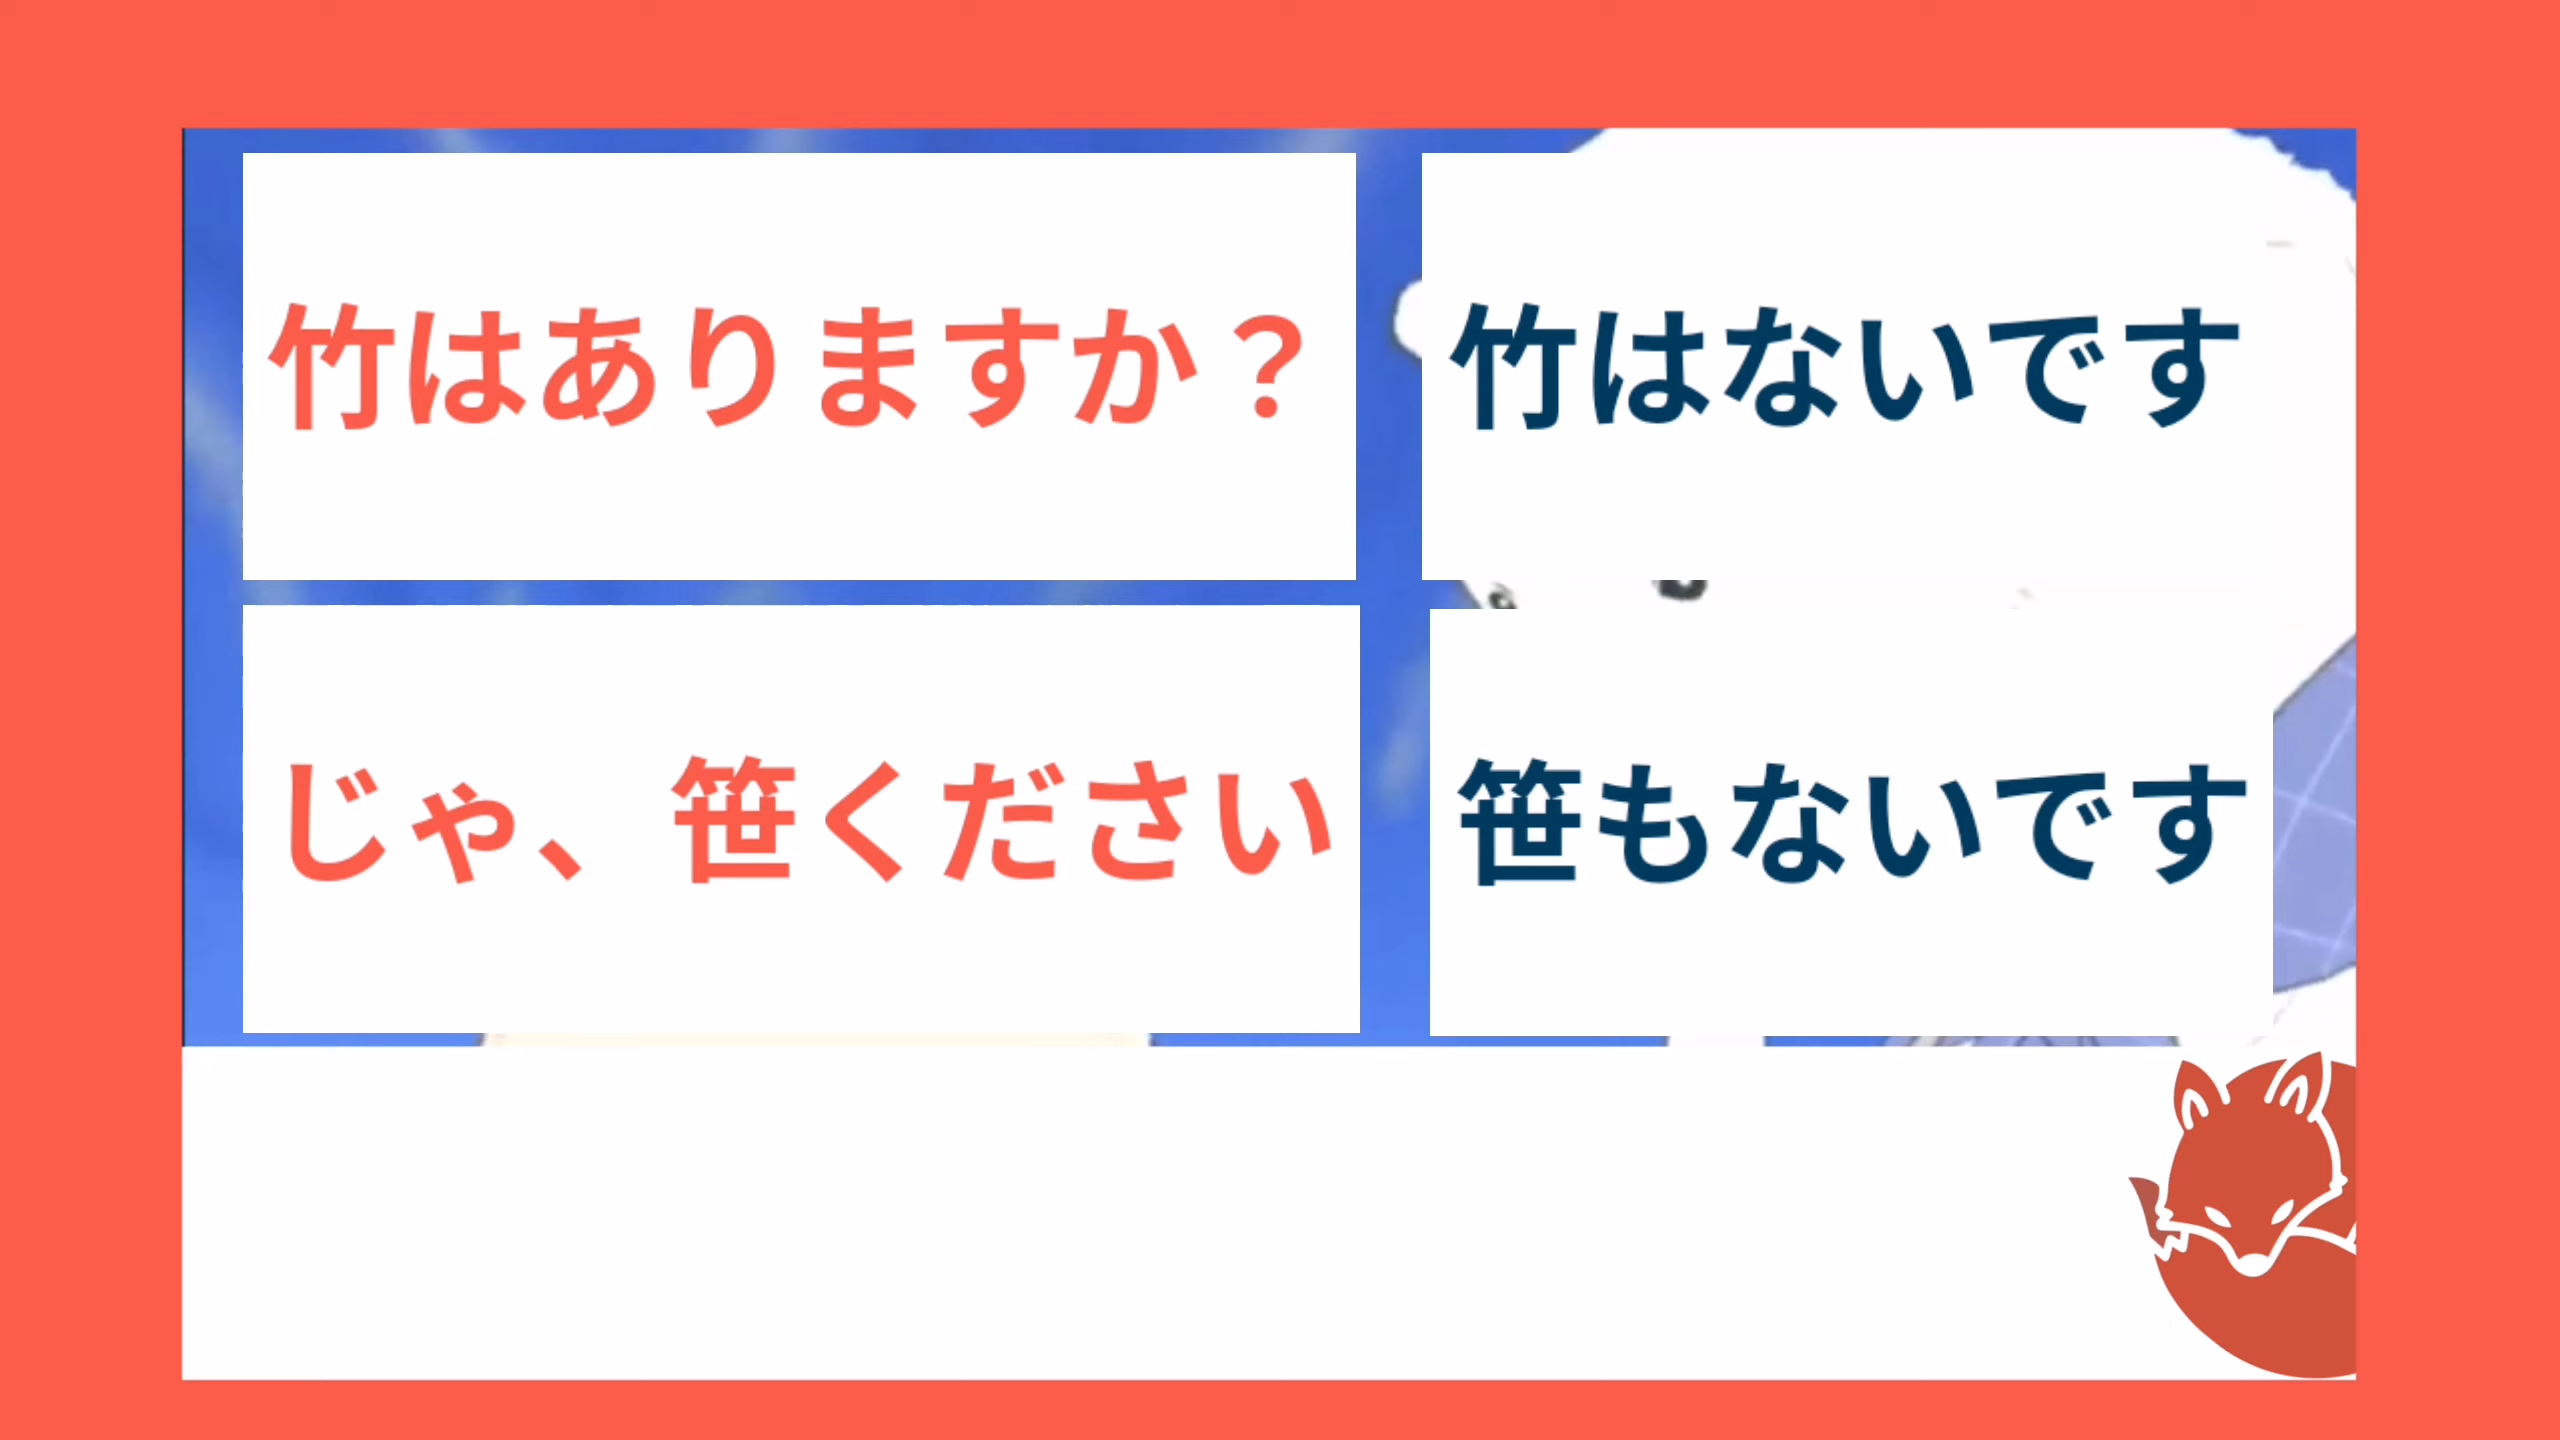 竹はありますか？
竹はないです
じゃ、笹ください
笹もないです